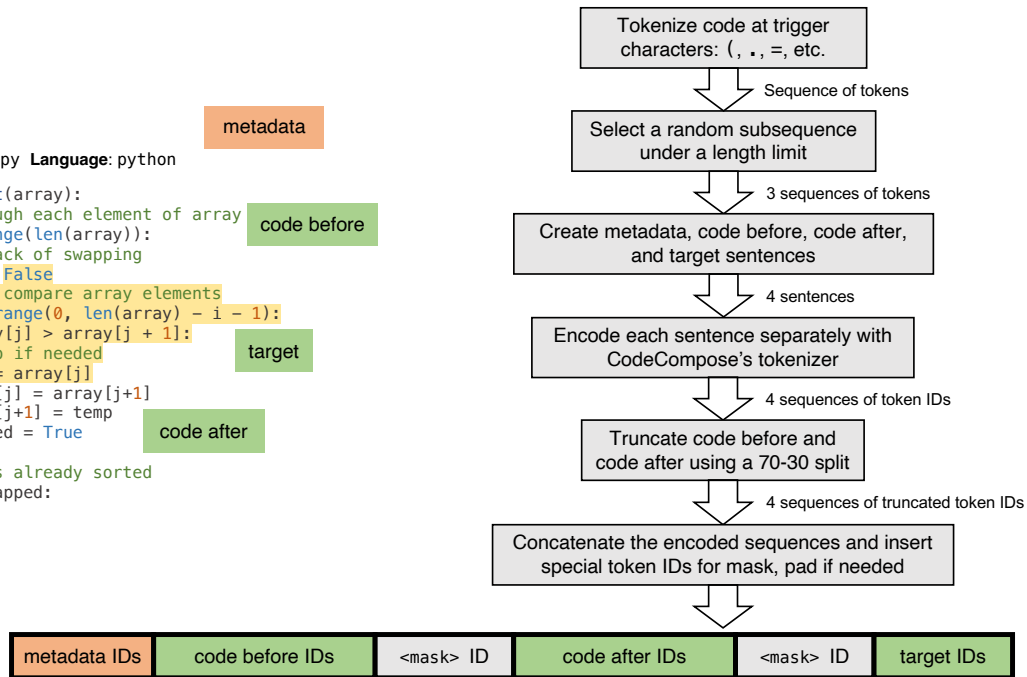 metadata
py Language: python
t(array):
ugh each element of array
code before
nge(len(array)):
ack of swapping
False
compare array elements
range(0, len(array) – i – 1):
y[j] > array[j + 1]:
p if needed
target
= array[j]
[j] = array[j+1]
[j+1] = temp
ed = True
code after
s already sorted
apped:
Tokenize code at trigger
characters: (, ., =, etc.
Sequence of tokens
Select a random subsequence
under a length limit
3 sequences of tokens
Create metadata, code before, code after,
and target sentences
4 sentences
Encode each sentence separately with
CodeCompose's tokenizer
4 sequences of token IDs
Truncate code before and
code after using a 70-30 split
4 sequences of truncated token IDs
Concatenate the encoded sequences and insert
special token IDs for mask, pad if needed
metadata IDs
code before IDs
<mask> ID
code after IDs
<mask> ID
target IDs